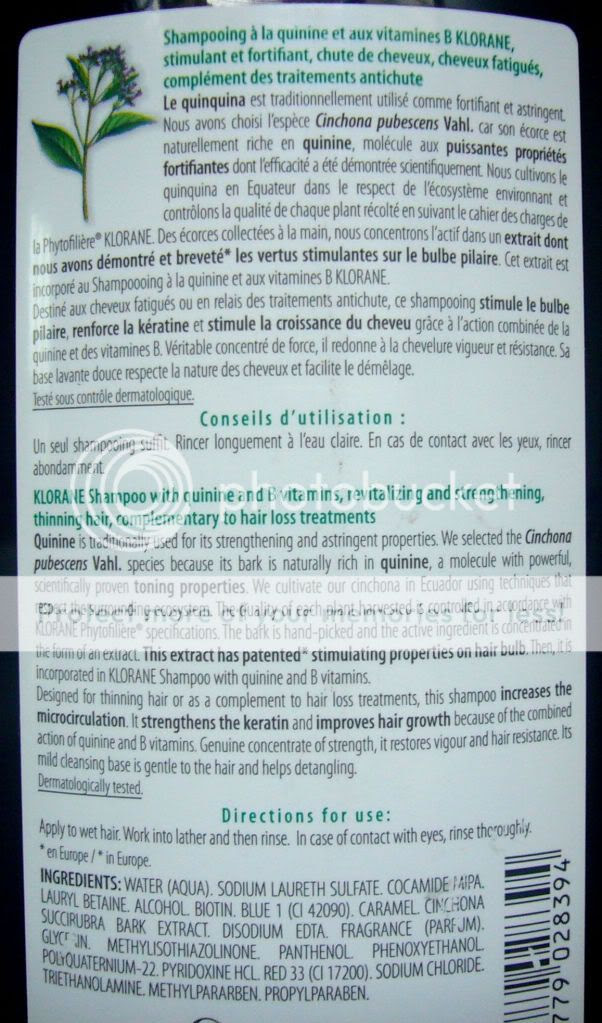 Shampooing à la quinine et aux vitamines B KLORANE,
stimulant et fortifiant, chute de cheveux, cheveux fatigués,
complément des traitements antichute
Le quinquina est traditionnellement utilisé comme fortifiant et astringent.
Nous avons choisi l'espèce Cinchona pubescens Vahl. car son écorce est
naturellement riche en quinine, molécule aux puissantes propriétés
fortifiantes dont l'efficacité a été démontrée scientifiquement. Nous cultivons le
quinquina en Equateur dans le respect de l'écosystème environnant et
contrôlons la qualité de chaque plant récolté en suivant le cahier des charges de
la Phytofilière® KLORANE. Des écorces collectées à la main, nous concentrons l'actif dans un extrait dont
nous avons démontré et breveté* les vertus stimulantes sur le bulbe pilaire. Cet extrait est
incorporé au Shampoooing à la quinine et aux vitamines B KLORANE.
Destiné aux cheveux fatigués ou en relais des traitements antichute, ce shampooing stimule le bulbe
pilaire, renforce la kératine et stimule la croissance du cheveu grâce à l'action combinée de la
quinine et des vitamines B. Véritable concentré de force, il redonne à la chevelure vigueur et résistance. Sa
base lavante douce respecte la nature des cheveux et facilite le démêlage.
Testé sous contrôle dermatologique.
Conseils d'utilisation :
Un seul shampooing suffit. Rincer longuement à l'eau claire. En cas de contact avec les yeux, rincer
abondamment.
photobucket
KLORANE Shampoo with quinine and B vitamins, revitalizing and strengthening,
thinning hair, complementary to hair loss treatments
Quinine is traditionally used for its strengthening and astringent properties. We selected the Cinchona
pubescens Vahl. species because its bark is naturally rich in quinine, a molecule with powerful,
scientifically proven toning properties. We cultivate our cinchona in Ecuador using techniques that
respect the surrounding ecosystem. The quality of each plant harvested is controlled in accordance with
Protect more of your memories for less!
KLORANE Phytofilière® specifications. The bark is hand-picked and the active ingredient is concentrated in
the form of an extract. This extract has patented* stimulating properties on hair bulb. Then, it is
incorporated in KLORANE Shampoo with quinine and B vitamins.
Designed for thinning hair or as a complement to hair loss treatments, this shampoo increases the
microcirculation. It strengthens the keratin and improves hair growth because of the combined
action of quinine and B vitamins. Genuine concentrate of strength, it restores vigour and hair resistance. Its
mild cleansing base is gentle to the hair and helps detangling.
Dermatologically tested.
Directions for use:
Apply to wet hair. Work into lather and then rinse. In case of contact with eyes, rinse thoroughly.
* en Europe / * in Europe.
INGREDIENTS: WATER (AQUA). SODIUM LAURETH SULFATE. COCAMIDE MIPA.
LAURYL BETAINE. ALCOHOL. BIOTIN. BLUE 1 (CI 42090). CARAMEL. CINCHONA
SUCCIRUBRA BARK EXTRACT. DISODIUM EDTA. FRAGRANCE (PARFUM).
GLYCERIN. METHYLISOTHIAZOLINONE. PANTHENOL. PHENOXYETHANOL.
POLYQUATERNIUM-22. PYRIDOXINE HCL. RED 33 (CI 17200). SODIUM CHLORIDE.
TRIETHANOLAMINE. METHYLPARARBEN. PROPYLPARABEN.
779 028394